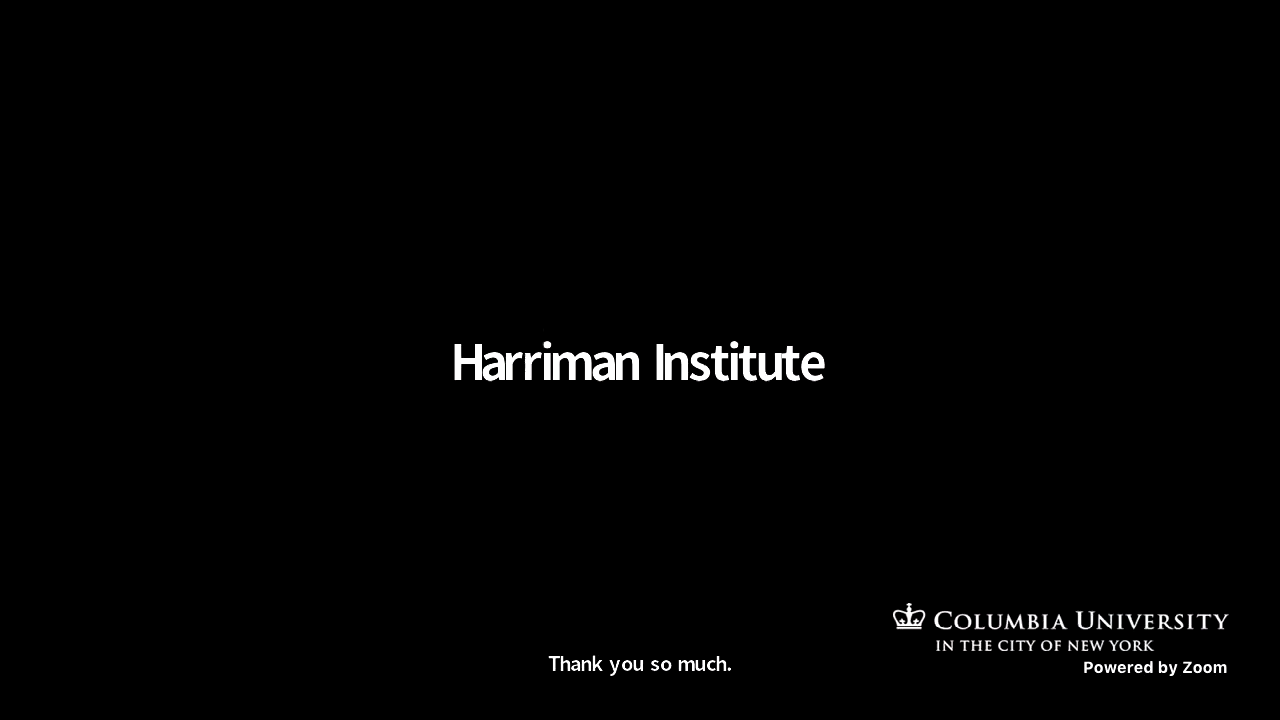 Harriman Institute
COLUMBIA UNIVERSITY
IN THE CITY OF NEW YORK
Thank you so much.
Powered by Zoom